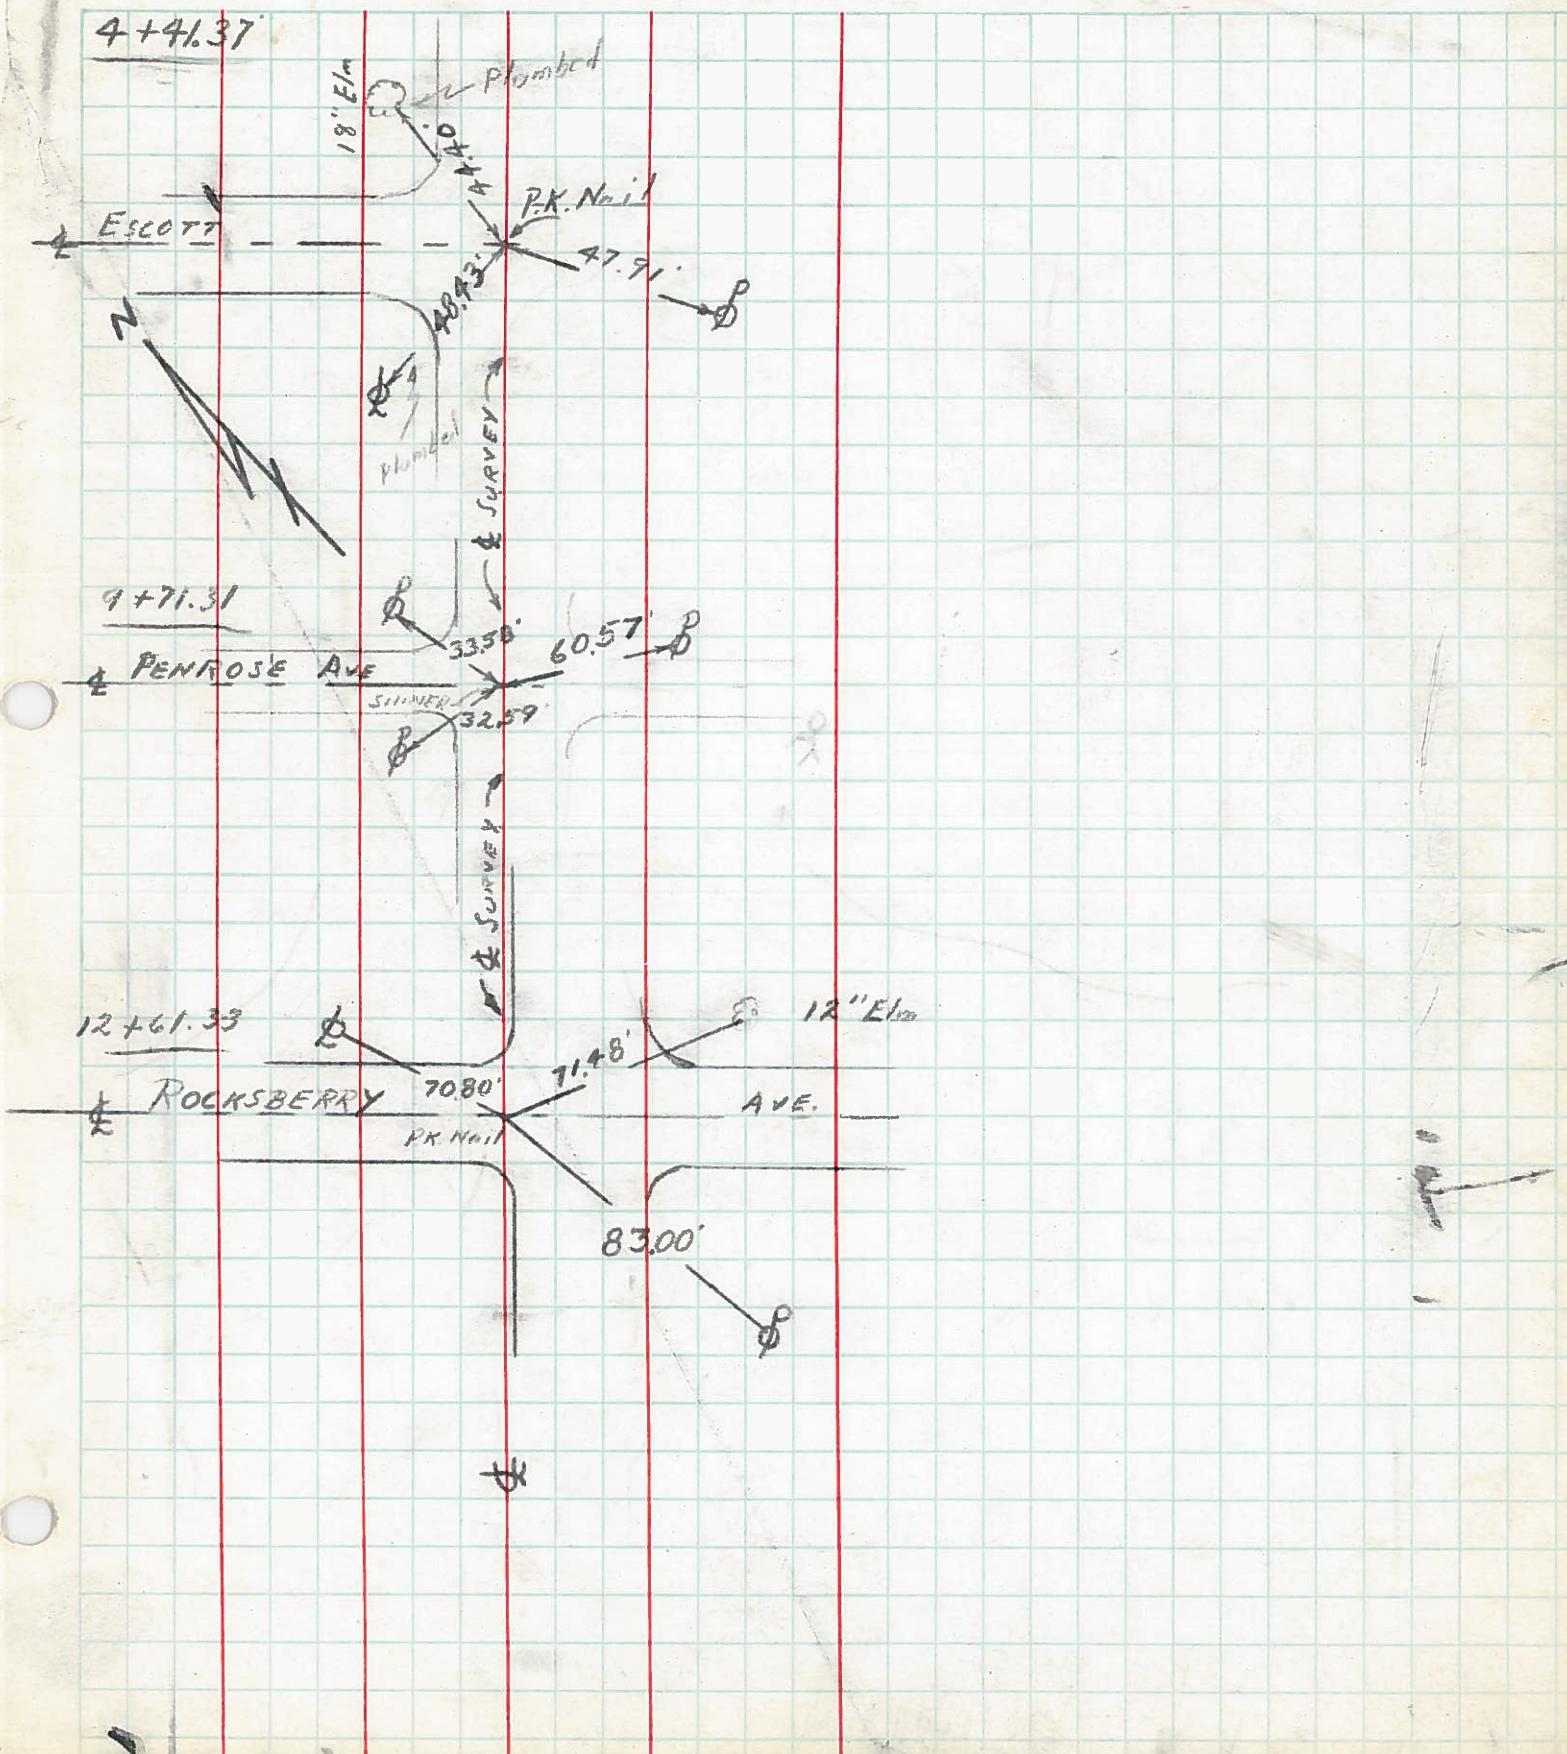 4+41.37
18" Elm
Plumbed
44.40'
P.K. Nail
℄ ESCOTT
47.91'
48.43'
N
plumbed
℄ SURVEY
9+71.31
33.58'
60.57'
℄ PENROSE AVE
SHINER
32.59'
℄ SURVEY
12+61.33
12" Elm
71.48'
70.80'
℄ ROCKSBERRY AVE.
P.K. Nail
83.00'
℄